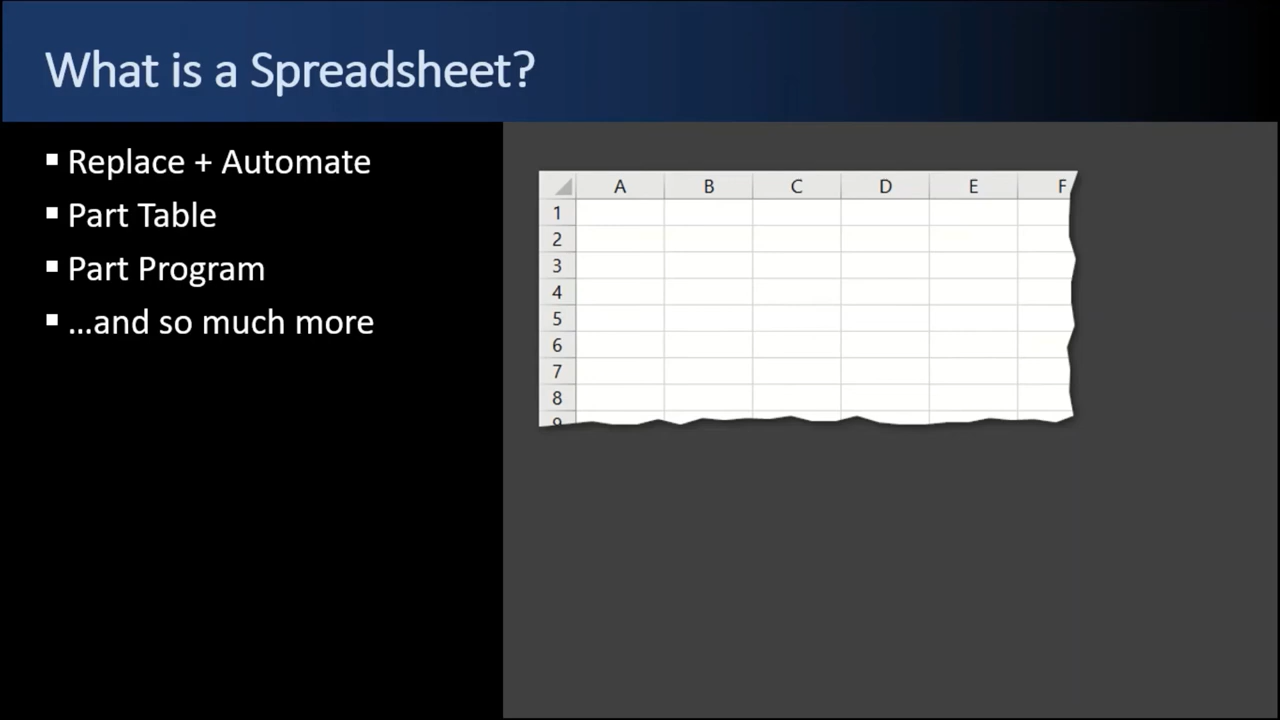 What is a Spreadsheet?
▪ Replace + Automate
▪ Part Table
▪ Part Program
▪ ...and so much more
A B C D E F
1
2
3
4
5
6
7
8
9